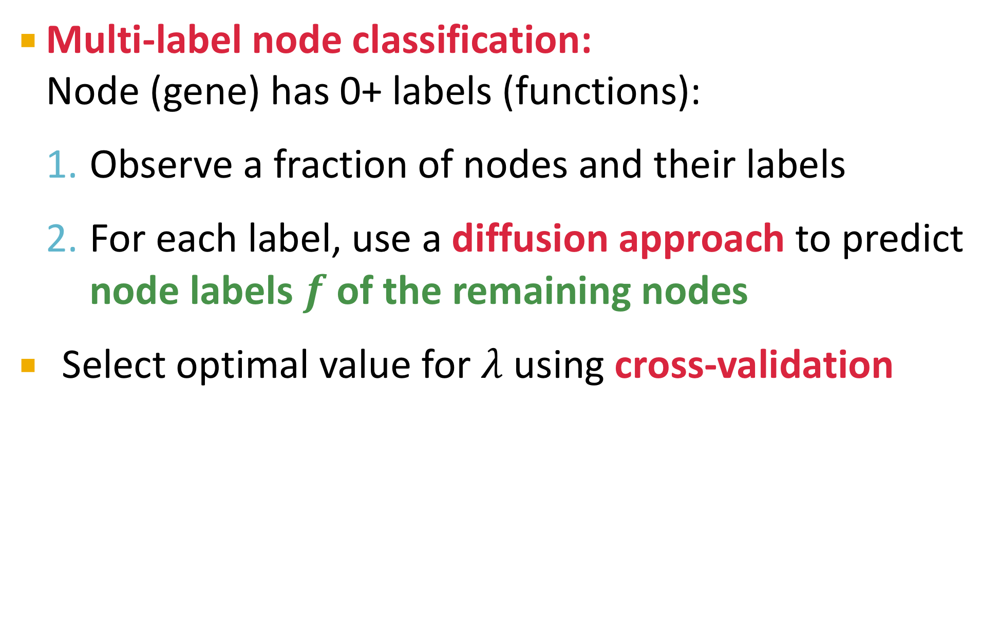 ▪ Multi-label node classification:
Node (gene) has 0+ labels (functions):
1. Observe a fraction of nodes and their labels
2. For each label, use a diffusion approach to predict
node labels f of the remaining nodes
▪ Select optimal value for λ using cross-validation